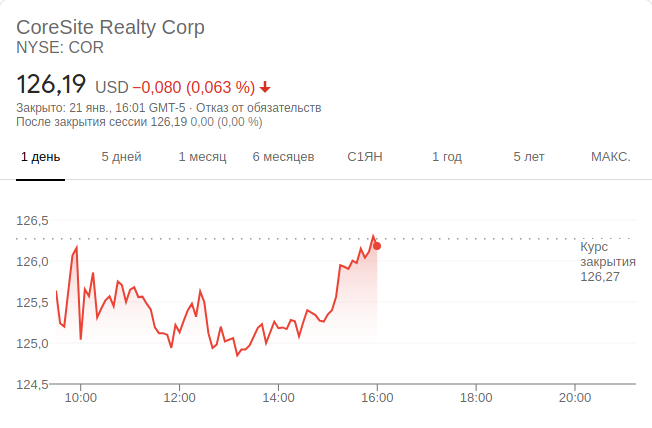 CoreSite Realty Corp
NYSE: COR
126,19 USD −0,080 (0,063 %)
Закрыто: 21 янв., 16:01 GMT-5 · Отказ от обязательств
После закрытия сессии 126,19 0,00 (0,00 %)
1 день 5 дней 1 месяц 6 месяцев С1ЯН 1 год 5 лет МАКС.
126,5
126,0
125,5
125,0
124,5
Курс
закрытия
126,27
10:00 12:00 14:00 16:00 18:00 20:00